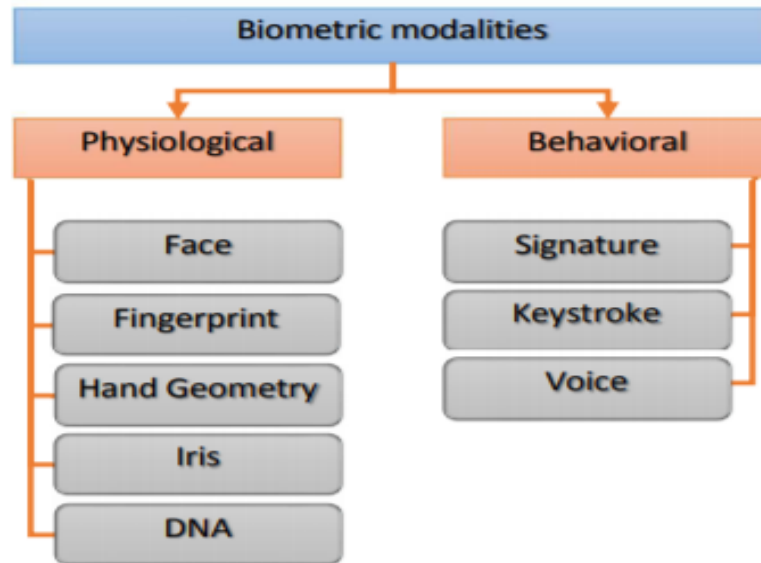 Biometric modalities
Physiological
Behavioral
Face
Fingerprint
Hand Geometry
Iris
DNA
Signature
Keystroke
Voice